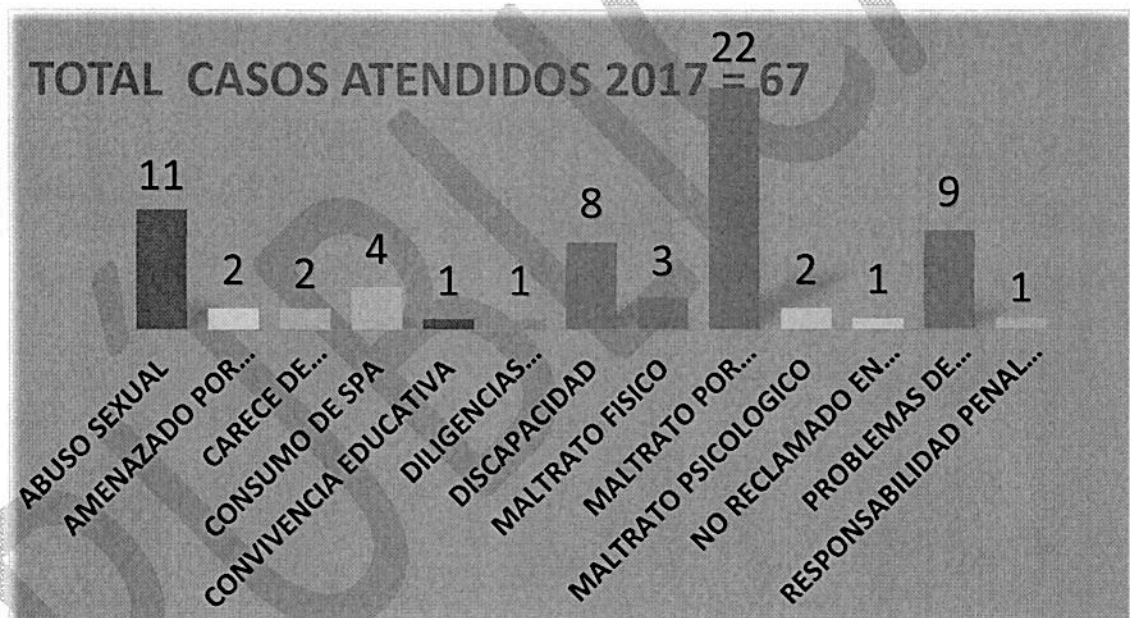 TOTAL CASOS ATENDIDOS 2017 = 67
11
2
2
4
1
1
8
3
22
2
1
9
1
ABUSO SEXUAL
AMENAZADO POR...
CARECE DE...
CONSUMO DE SPA
CONVIVENCIA EDUCATIVA
DILIGENCIAS...
DISCAPACIDAD
MALTRATO FISICO
MALTRATO POR...
MALTRATO PSICOLOGICO
NO RECLAMADO EN...
PROBLEMAS DE...
RESPONSABILIDAD PENAL...